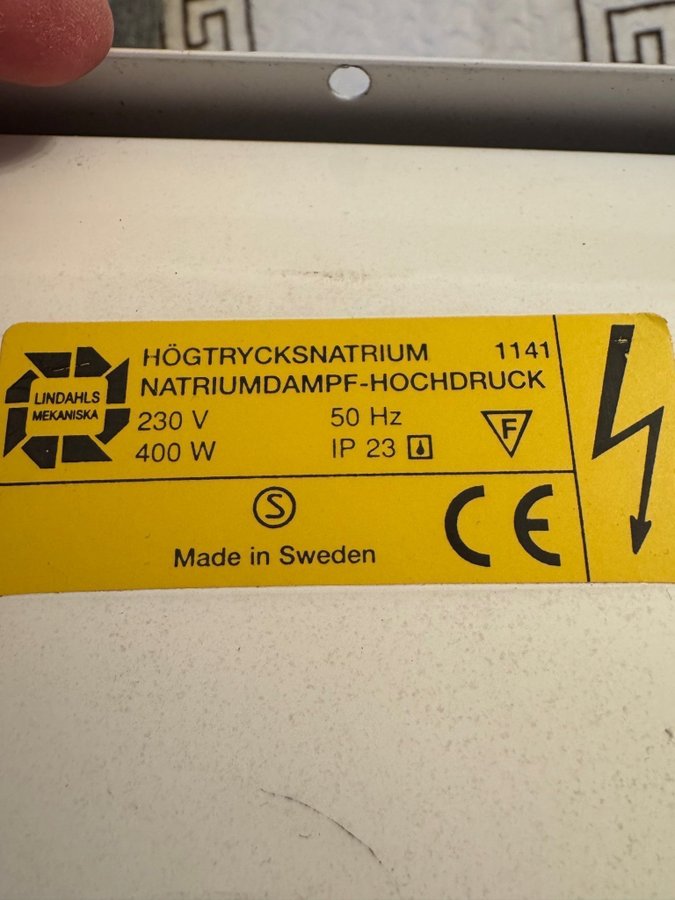 LINDAHLS
MEKANISKA
HÖGTRYCKSNATRIUM 1141
NATRIUMDAMPF-HOCHDRUCK
230 V 50 Hz
400 W IP 23
F
S
Made in Sweden
CE